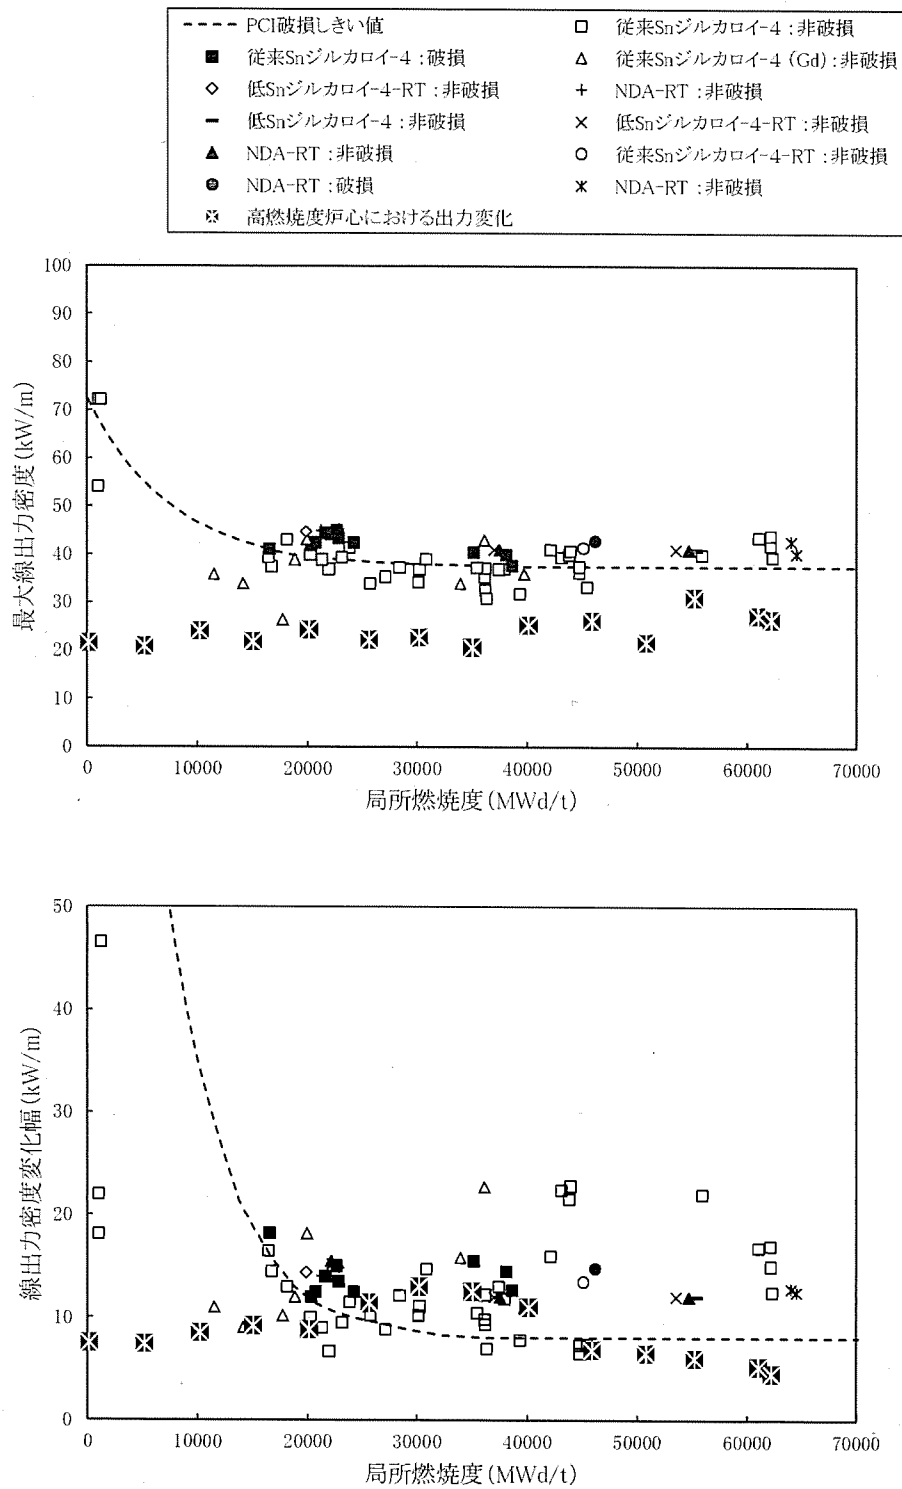 PCI破損しきい値
従来Snジルカロイ-4：非破損
従来Snジルカロイ-4：破損
従来Snジルカロイ-4（Gd）：非破損
低Snジルカロイ-4-RT：非破損
NDA-RT：非破損
低Snジルカロイ-4：非破損
低Snジルカロイ-4-RT：非破損
NDA-RT：非破損
従来Snジルカロイ-4-RT：非破損
NDA-RT：破損
NDA-RT：非破損
高燃焼度炉心における出力変化
最大線出力密度(kW/m)
100
90
80
70
60
50
40
30
20
10
0
0 10000 20000 30000 40000 50000 60000 70000
局所燃焼度(MWd/t)
線出力密度変化幅(kW/m)
50
40
30
20
10
0
0 10000 20000 30000 40000 50000 60000 70000
局所燃焼度(MWd/t)